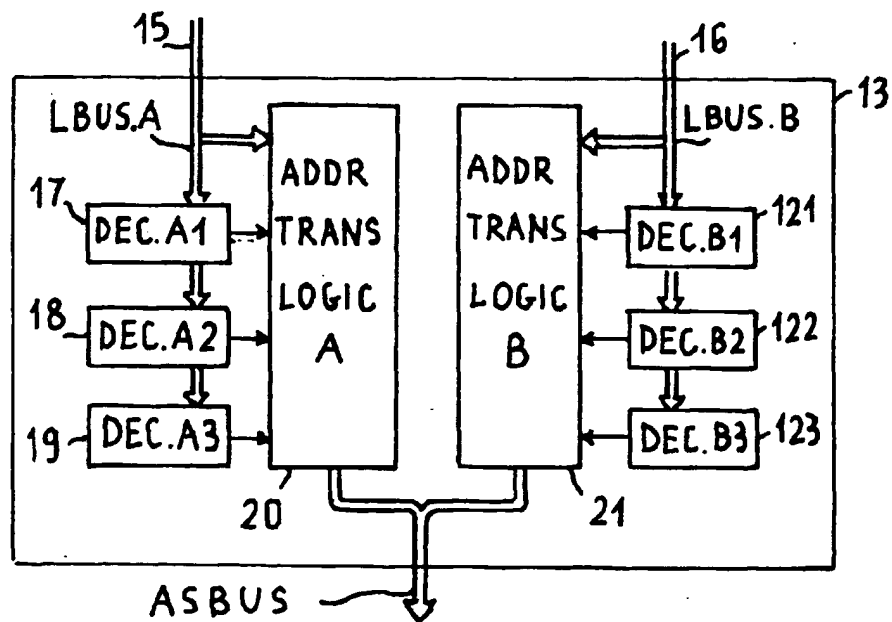 15
16
13
LBUS.A
LBUS.B
ADDR
TRANS
LOGIC
A
ADDR
TRANS
LOGIC
B
17
DEC.A1
18
DEC.A2
19
DEC.A3
DEC.B1
121
DEC.B2
122
DEC.B3
123
20
21
ASBUS